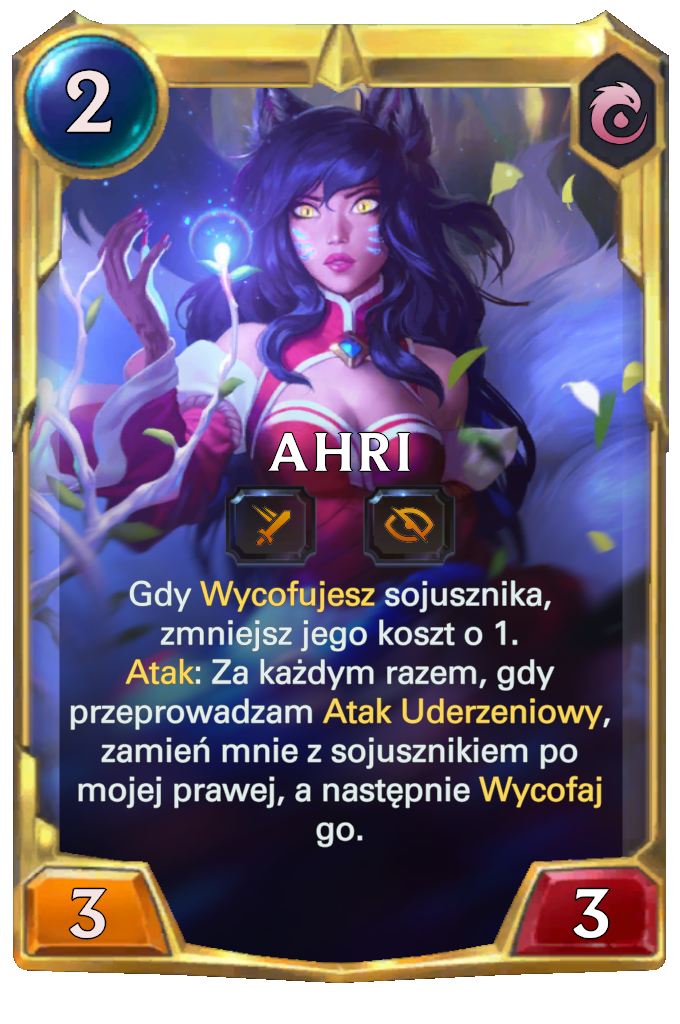 2
AHRI
Gdy Wycofujesz sojusznika,
zmniejsz jego koszt o 1.
Atak: Za każdym razem, gdy
przeprowadzam Atak Uderzeniowy,
zamień mnie z sojusznikiem po
mojej prawej, a następnie Wycofaj
go.
3
3